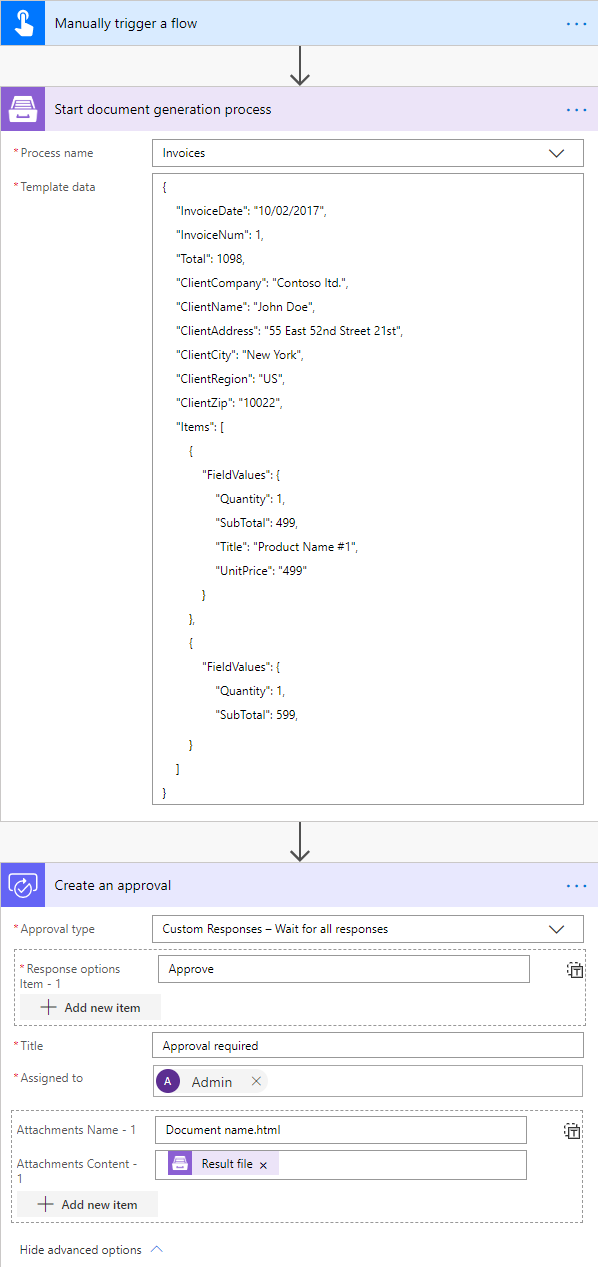 Manually trigger a flow
Start document generation process
* Process name
Invoices
* Template data
{
"InvoiceDate": "10/02/2017",
"InvoiceNum": 1,
"Total": 1098,
"ClientCompany": "Contoso ltd.",
"ClientName": "John Doe",
"ClientAddress": "55 East 52nd Street 21st",
"ClientCity": "New York",
"ClientRegion": "US",
"ClientZip": "10022",
"Items": [
{
"FieldValues": {
"Quantity": 1,
"SubTotal": 499,
"Title": "Product Name #1",
"UnitPrice": "499"
}
},
{
"FieldValues": {
"Quantity": 1,
"SubTotal": 599,
}
]
}
Create an approval
* Approval type
Custom Responses – Wait for all responses
* Response options
Item - 1
Approve
Add new item
* Title
Approval required
* Assigned to
A Admin
Attachments Name - 1
Document name.html
Attachments Content -
1
Result file
Add new item
Hide advanced options